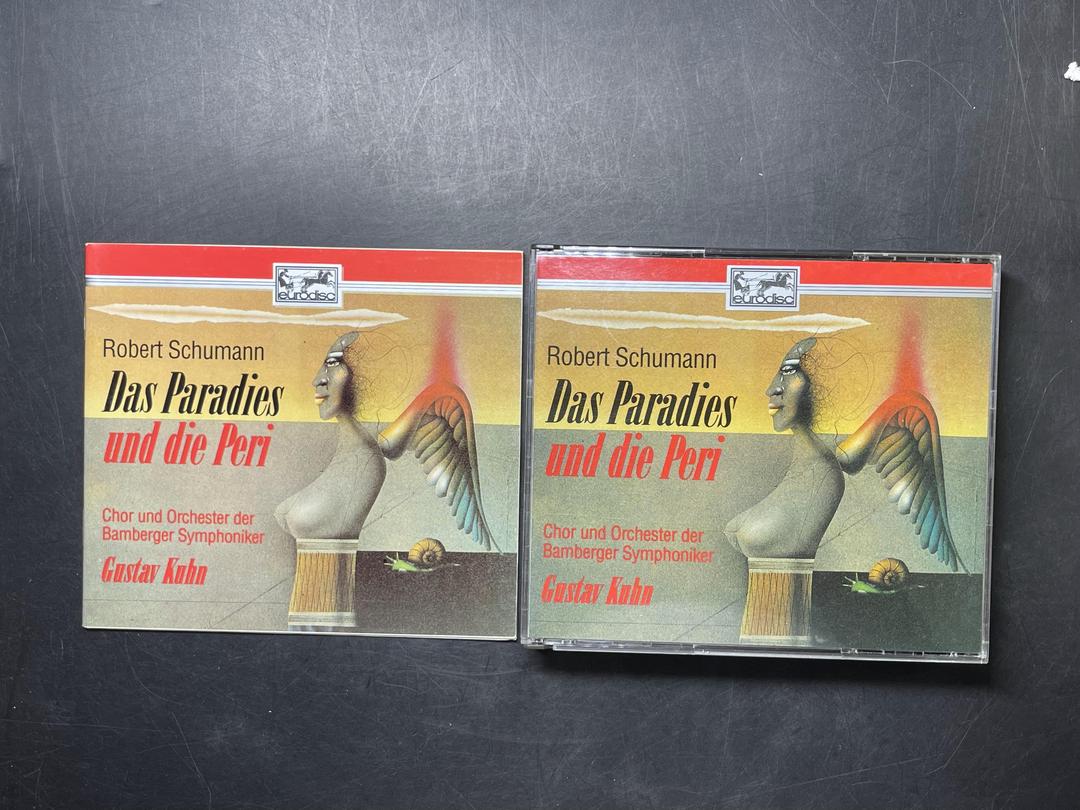 eurodisc
Robert Schumann
Das Paradies
und die Peri
Chor und Orchester der
Bamberger Symphoniker
Gustav Kuhn
eurodisc
Robert Schumann
Das Paradies
und die Peri
Chor und Orchester der
Bamberger Symphoniker
Gustav Kuhn